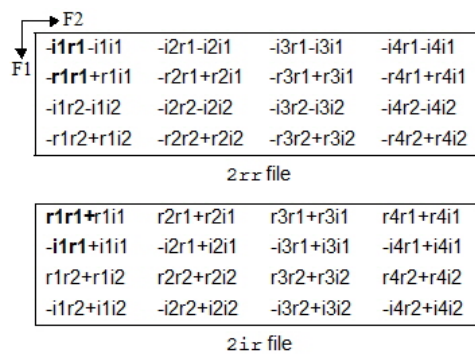 F2
F1
-i1r1-i1i1 -i2r1-i2i1 -i3r1-i3i1 -i4r1-i4i1
-r1r1+r1i1 -r2r1+r2i1 -r3r1+r3i1 -r4r1+r4i1
-i1r2-i1i2 -i2r2-i2i2 -i3r2-i3i2 -i4r2-i4i2
-r1r2+r1i2 -r2r2+r2i2 -r3r2+r3i2 -r4r2+r4i2
2rr file
r1r1+r1i1 r2r1+r2i1 r3r1+r3i1 r4r1+r4i1
-i1r1+i1i1 -i2r1+i2i1 -i3r1+i3i1 -i4r1+i4i1
r1r2+r1i2 r2r2+r2i2 r3r2+r3i2 r4r2+r4i2
-i1r2+i1i2 -i2r2+i2i2 -i3r2+i3i2 -i4r2+i4i2
2ir file